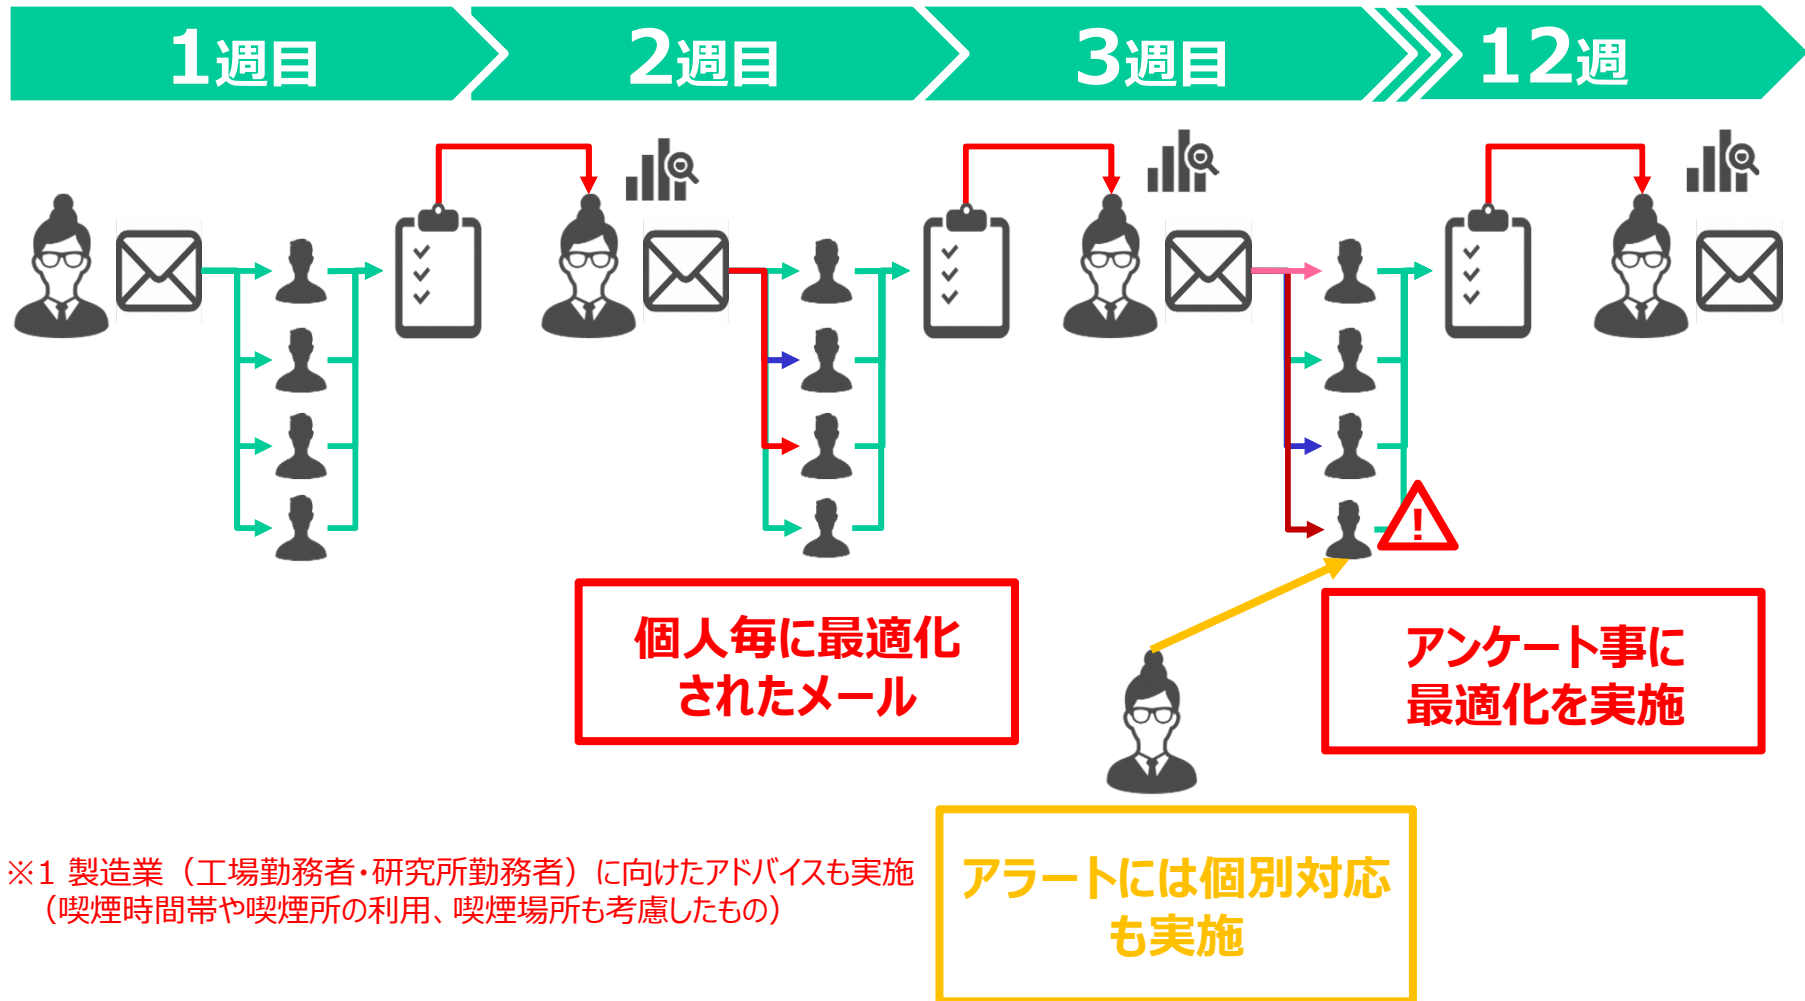 1週目
2週目
3週目
12週
!
個人毎に最適化
されたメール
アンケート事に
最適化を実施
アラートには個別対応
も実施
※1 製造業（工場勤務者・研究所勤務者）に向けたアドバイスも実施
（喫煙時間帯や喫煙所の利用、喫煙場所も考慮したもの）